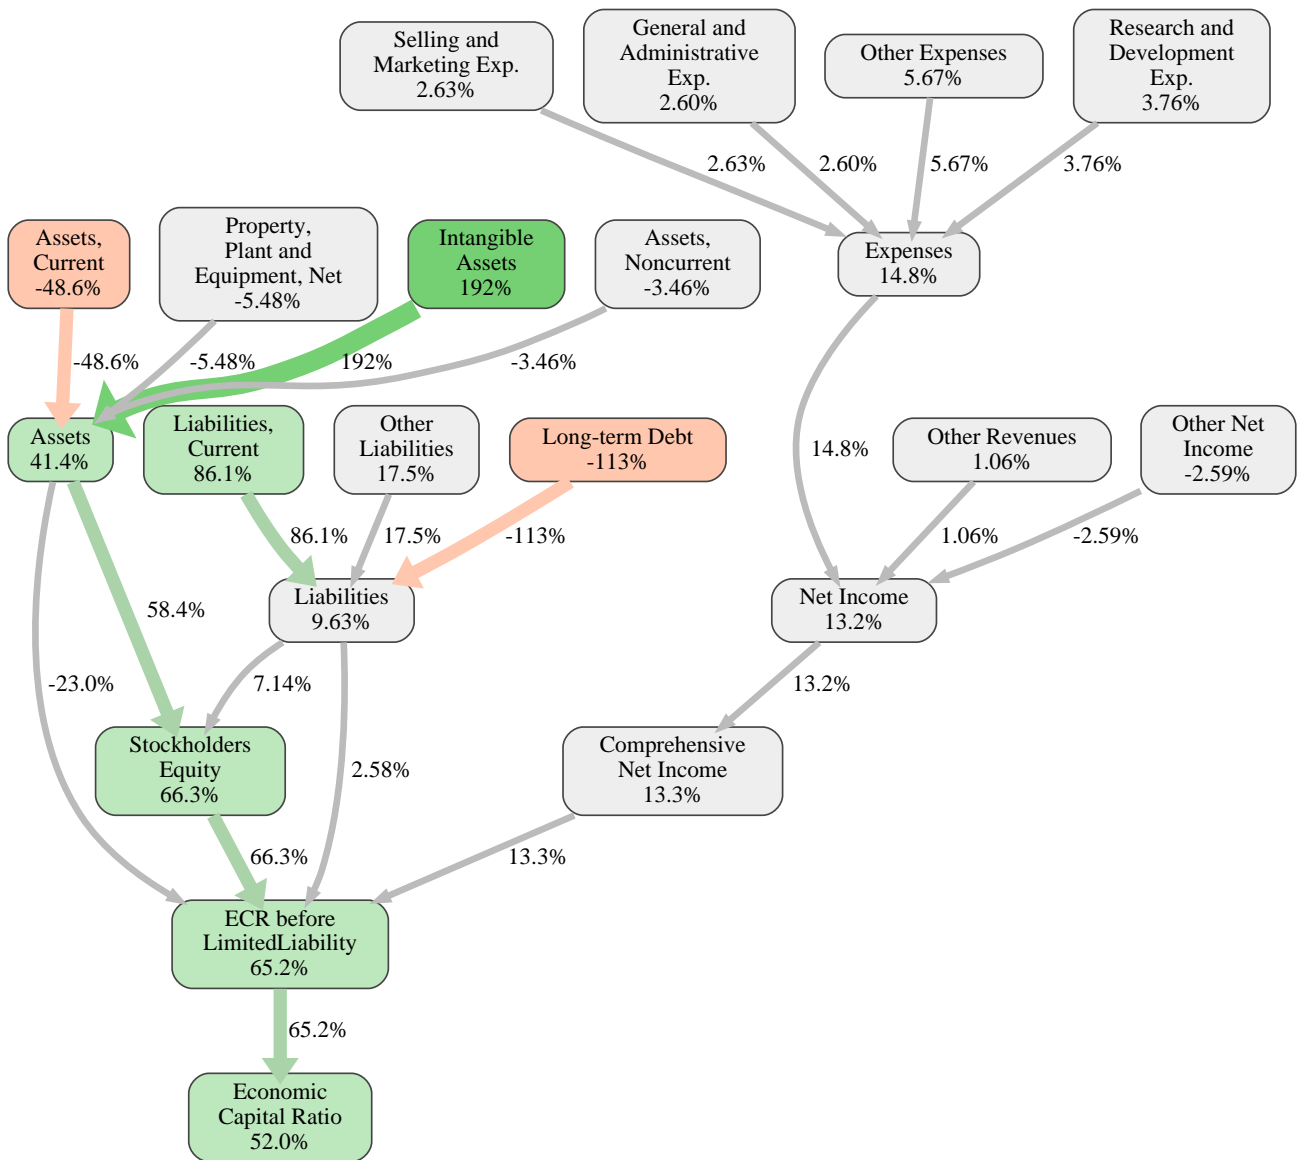 Selling and
Marketing Exp.
2.63%
General and
Administrative
Exp.
2.60%
Other Expenses
5.67%
Research and
Development
Exp.
3.76%
2.63%
2.60%
5.67%
3.76%
Assets,
Current
-48.6%
Property,
Plant and
Equipment, Net
-5.48%
Intangible
Assets
192%
Assets,
Noncurrent
-3.46%
Expenses
14.8%
-48.6%
-5.48%
192%
-3.46%
Assets
41.4%
Liabilities,
Current
86.1%
Other
Liabilities
17.5%
Long-term Debt
-113%
14.8%
Other Revenues
1.06%
Other Net
Income
-2.59%
86.1%
17.5%
-113%
1.06%
-2.59%
58.4%
Liabilities
9.63%
Net Income
13.2%
-23.0%
7.14%
13.2%
Stockholders
Equity
66.3%
2.58%
Comprehensive
Net Income
13.3%
66.3%
13.3%
ECR before
LimitedLiability
65.2%
65.2%
Economic
Capital Ratio
52.0%